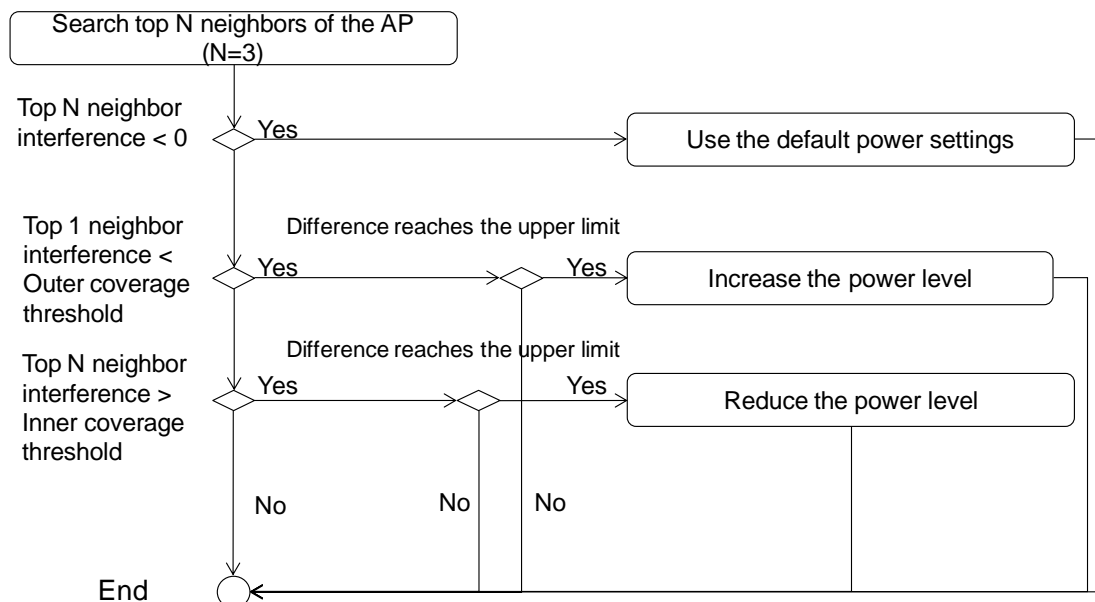 Search top N neighbors of the AP
(N=3)
Top N neighbor
interference < 0
Yes
Use the default power settings
Top 1 neighbor
interference <
Outer coverage
threshold
Difference reaches the upper limit
Yes
Yes
Increase the power level
Top N neighbor
interference >
Inner coverage
threshold
Difference reaches the upper limit
Yes
Yes
Reduce the power level
No
No
No
End